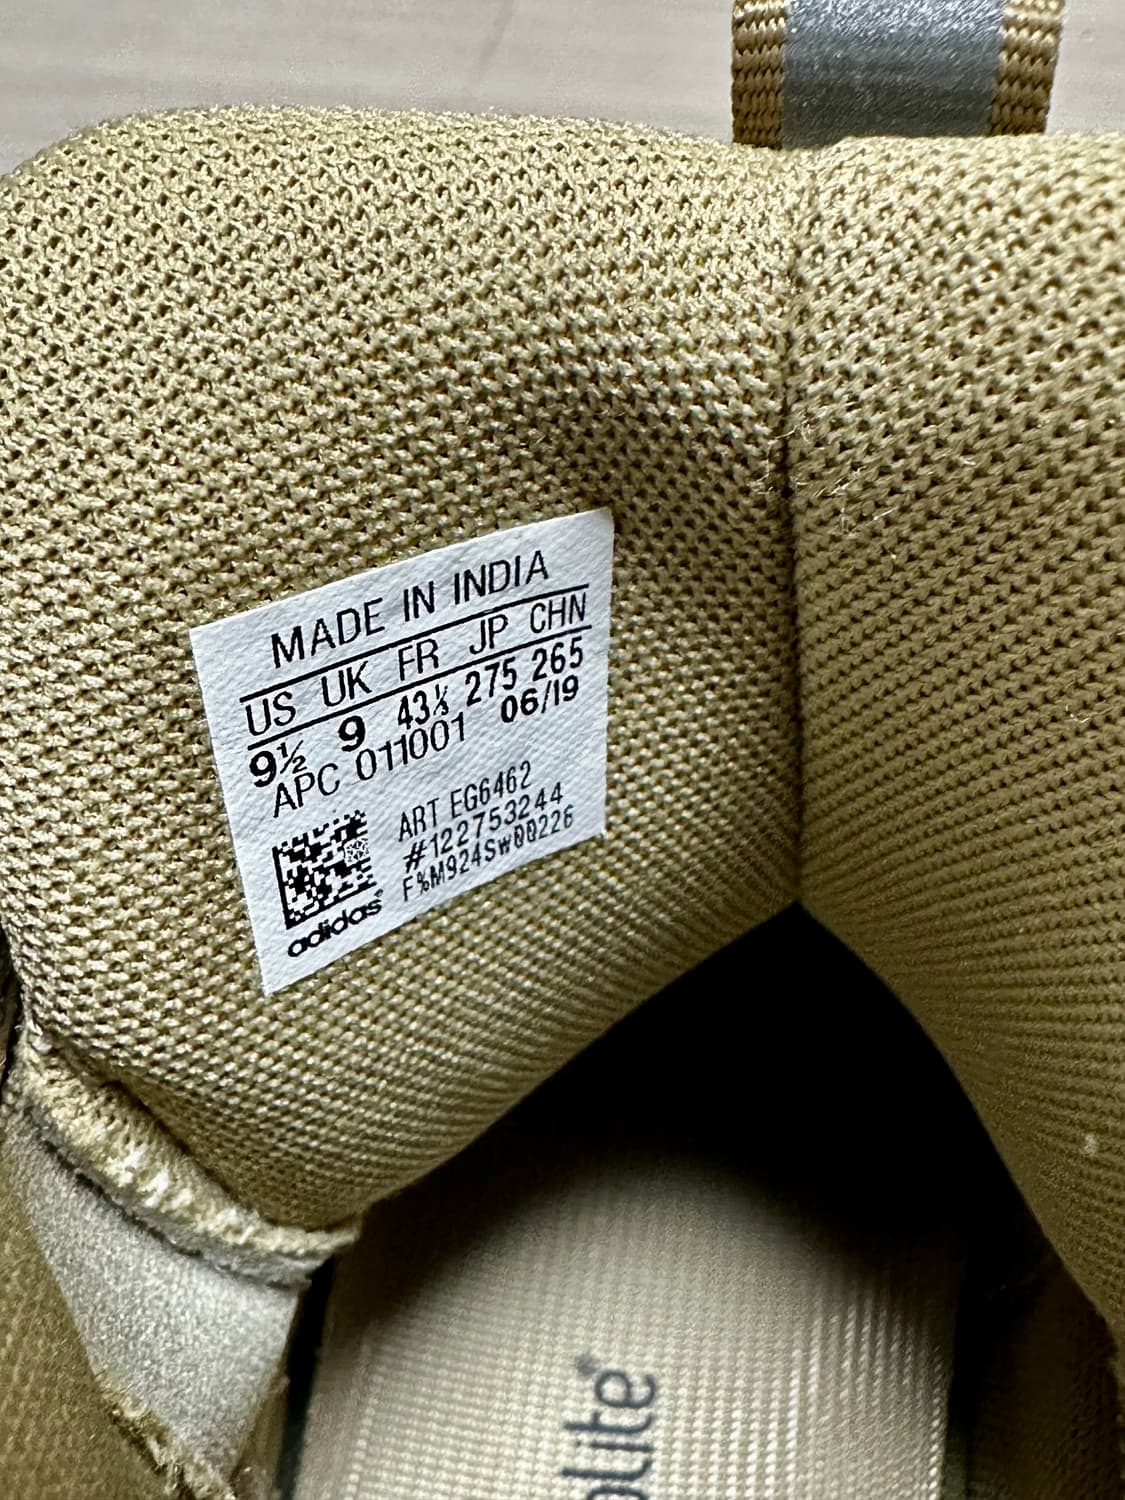 MADE IN INDIA
US UK FR JP CHN
9½ 9 43⅓ 275 265
APC 011001 06/19
ART EG6462
#122753244
F%M924SW00226
adidas®
olite®